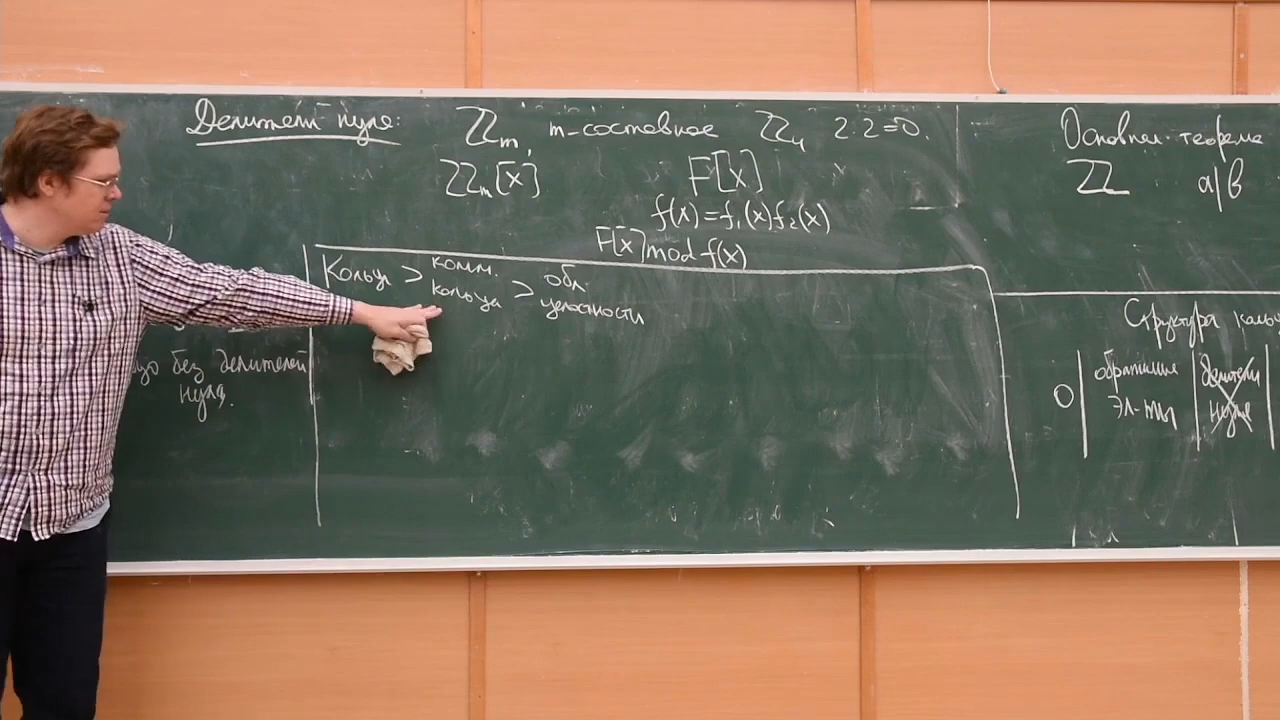 Делители нуля: ℤₘ, m-составное ℤ₄ 2·2=0.
ℤₘ[x] F[x]
f(x)=f₁(x)f₂(x)
F[x] mod f(x)
Кольца > комм. кольца > обл. целостности
без делителей
нуля.
Основная теорема
ℤ a|b
Структура кольц
0 | обратимые эл-ты | делители нуля |